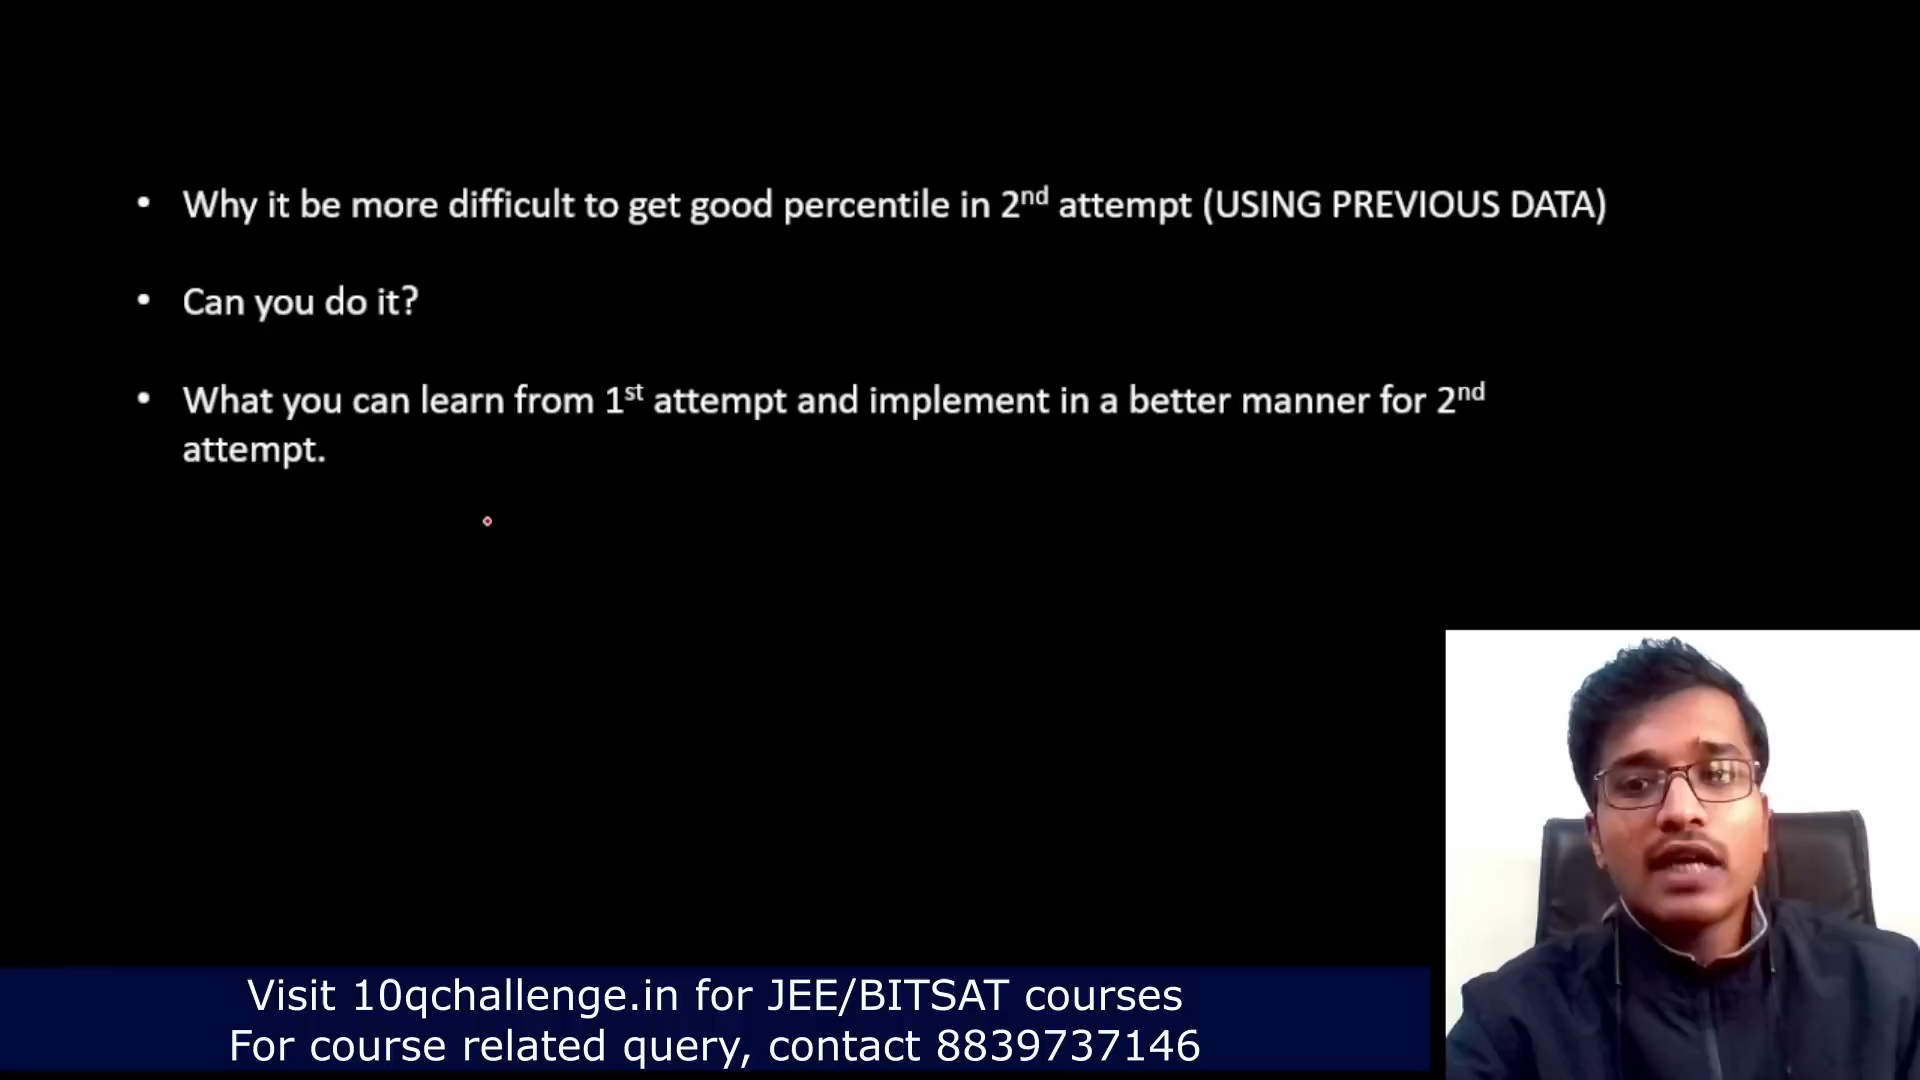 • Why it be more difficult to get good percentile in 2nd attempt (USING PREVIOUS DATA)
• Can you do it?
• What you can learn from 1st attempt and implement in a better manner for 2nd
attempt.
Visit 10qchallenge.in for JEE/BITSAT courses
For course related query, contact 8839737146